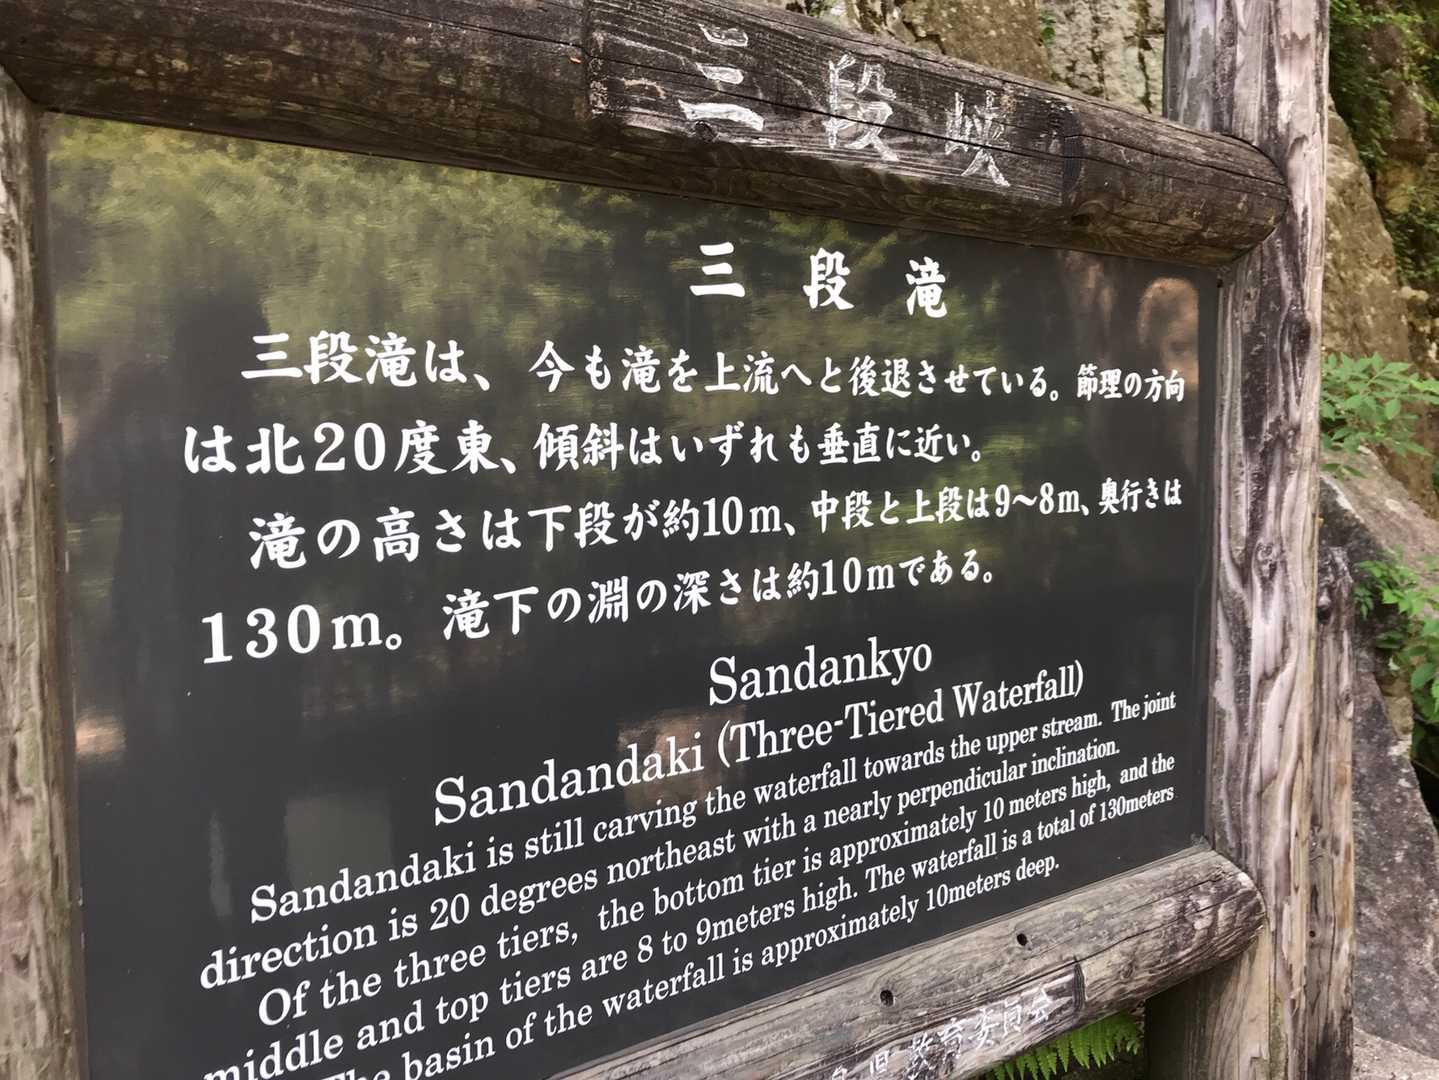 三段峡
三段滝
三段滝は、今も滝を上流へと後退させている。節理の方向
は北20度東、傾斜はいずれも垂直に近い。
滝の高さは下段が約10m、中段と上段は9〜8m、奥行きは
130m。滝下の淵の深さは約10mである。
Sandankyo
Sandandaki (Three-Tiered Waterfall)
Sandandaki is still carving the waterfall towards the upper stream. The joint
direction is 20 degrees northeast with a nearly perpendicular inclination.
Of the three tiers, the bottom tier is approximately 10 meters high, and the
middle and top tiers are 8 to 9meters high. The waterfall is a total of 130meters
The basin of the waterfall is approximately 10meters deep.
県教育委員会